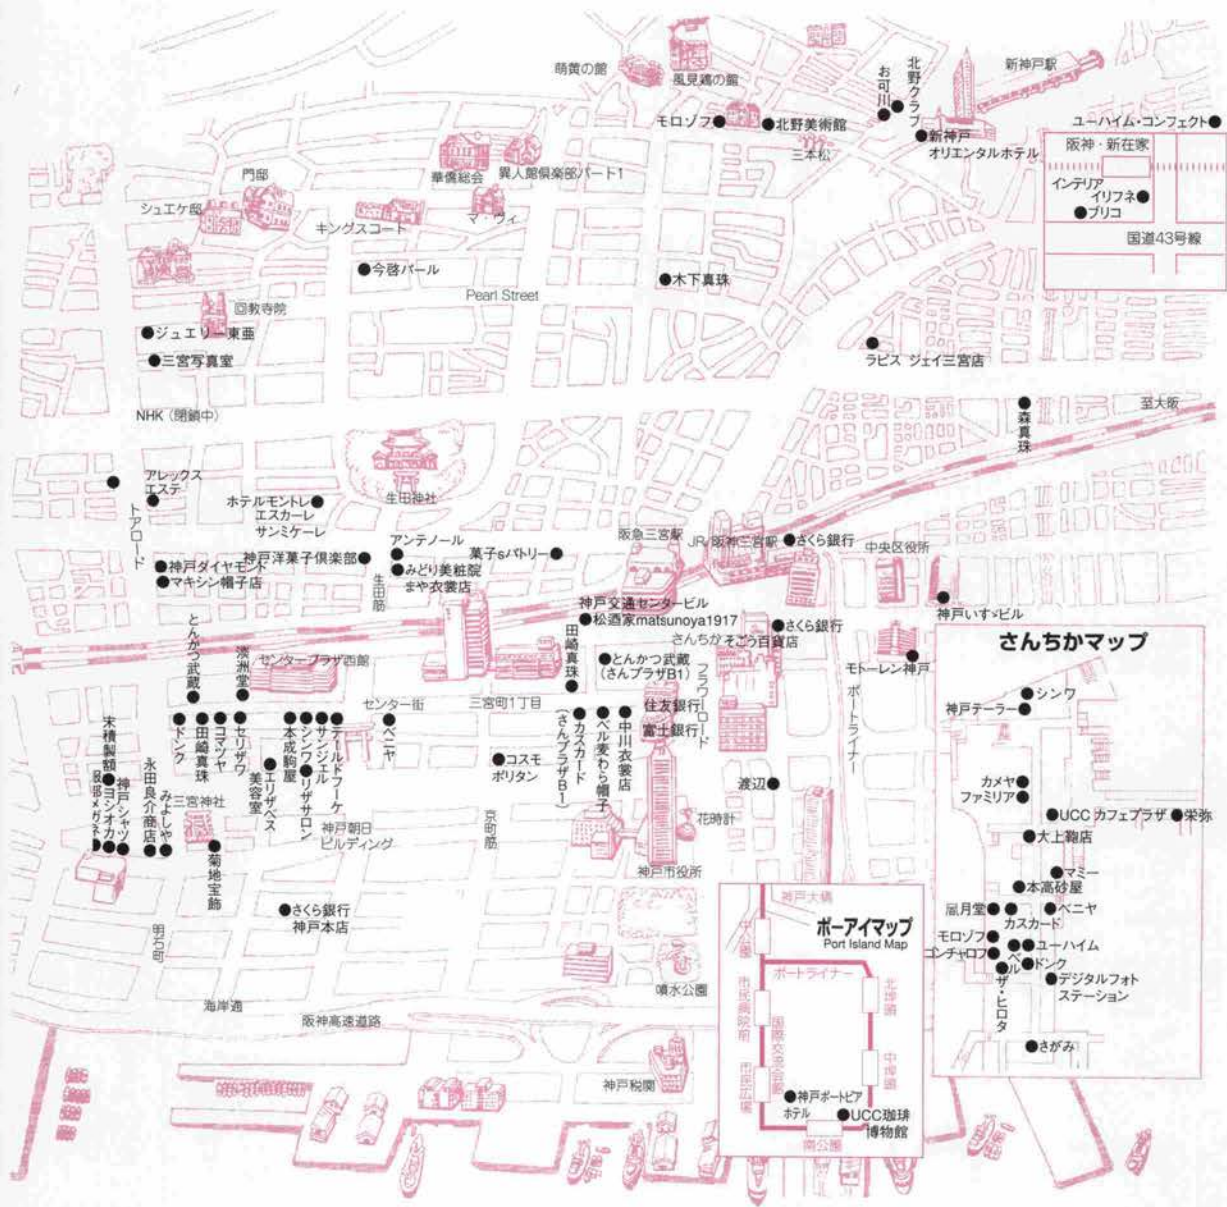 萌黄の館
風見鶏の館
新神戸駅
お可川
北野クラブ
モロゾフ
北野美術館
三本松
新神戸
オリエンタルホテル
ユーハイム・コンフェクト
阪神・新在家
インテリア
イリフネ
ブリコ
国道43号線
門邸
華僑総会
異人館倶楽部パート1
シュエケ邸
キングスコート
マ・ヴィ
今啓パール
Pearl Street
木下真珠
回教寺院
ジュエリー東亜
三宮写真室
ラピス ジェイ三宮店
NHK(閉鎖中)
森真珠
至大阪
アレックス
エステ
トアロード
ホテルモントレ
エスカーレ
サンミケーレ
生田神社
アンテノール
神戸洋菓子倶楽部
菓子sパトリー
みどり美粧院
まや衣裳店
生田筋
神戸ダイヤモンド
マキシン帽子店
阪急三宮駅
JR/阪神三宮駅
さくら銀行
中央区役所
神戸いすゞビル
神戸交通センタービル
松酒家matsunoya1917
さんちか
そごう百貨店
さくら銀行
モトーレン神戸
とんかつ武蔵
湊洲堂
センタープラザ西館
田崎真珠
とんかつ武蔵
(さんプラザB1)
フラワーロード
ポートライナー
住友銀行
富士銀行
センター街
三宮町1丁目
ドンク
田崎真珠
コマツヤ
セリザワ
エリザベス
美容室
本成駒屋
シンワ
リザサロン
サンジェルム
テールドフーケ
ベニヤ
コスモ
ポリタン
カスカード
(さんプラザB1)
ベル麦わら帽子
中川衣裳店
渡辺
花時計
神戸市役所
末積製額
服部メガネ
ヨシオカ
神戸シャツ
永田良介商店
みよしや
三宮神社
菊地宝飾
神戸朝日
ビルディング
京町筋
さくら銀行
神戸本店
明石町
海岸通
阪神高速道路
噴水公園
神戸税関
さんちかマップ
シンワ
神戸テーラー
カメヤ
ファミリア
UCC カフェプラザ
栄弥
大上鞄店
マミー
本高砂屋
風月堂
カスカード
ベニヤ
モロゾフ
ユーハイム
ゴンチャロフ
ベル
ドンク
ザ・ヒロタ
デジタルフォト
ステーション
さがみ
ポーアイマップ
Port Island Map
神戸大橋
中公園
ポートライナー
市民病院前
国際交流会館
北埠頭
市民広場
中埠頭
神戸ポートピア
ホテル
UCC珈琲
博物館
南公園